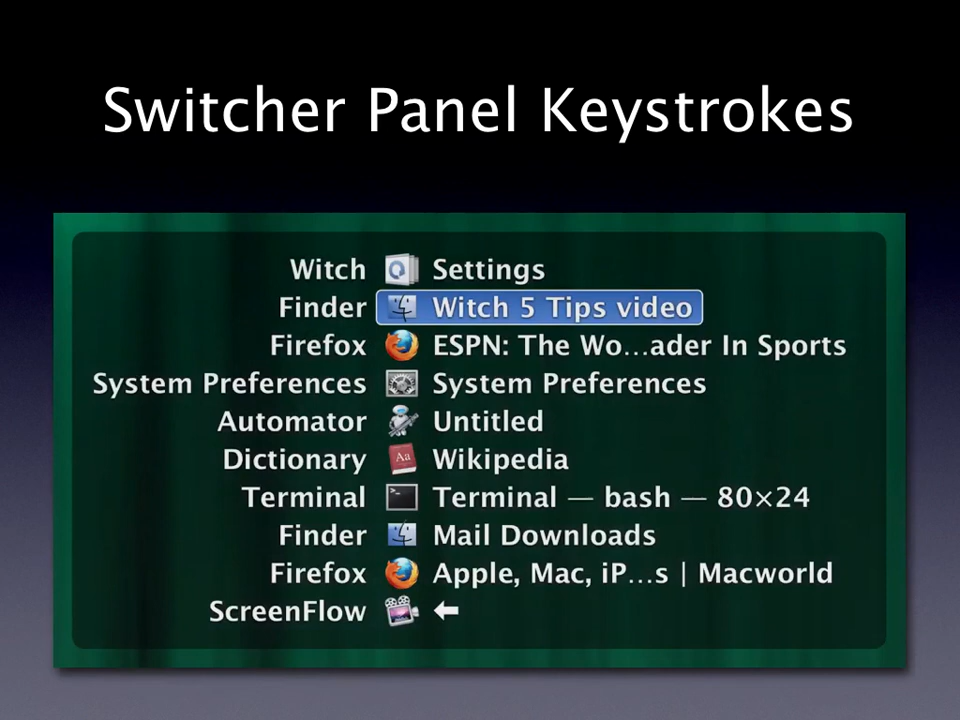 Switcher Panel Keystrokes
Witch Settings
Finder Witch 5 Tips video
Firefox ESPN: The Wo...ader In Sports
System Preferences System Preferences
Automator Untitled
Dictionary Aa Wikipedia
Terminal >_ Terminal — bash — 80×24
Finder Mail Downloads
Firefox Apple, Mac, iP...s | Macworld
ScreenFlow ⬅